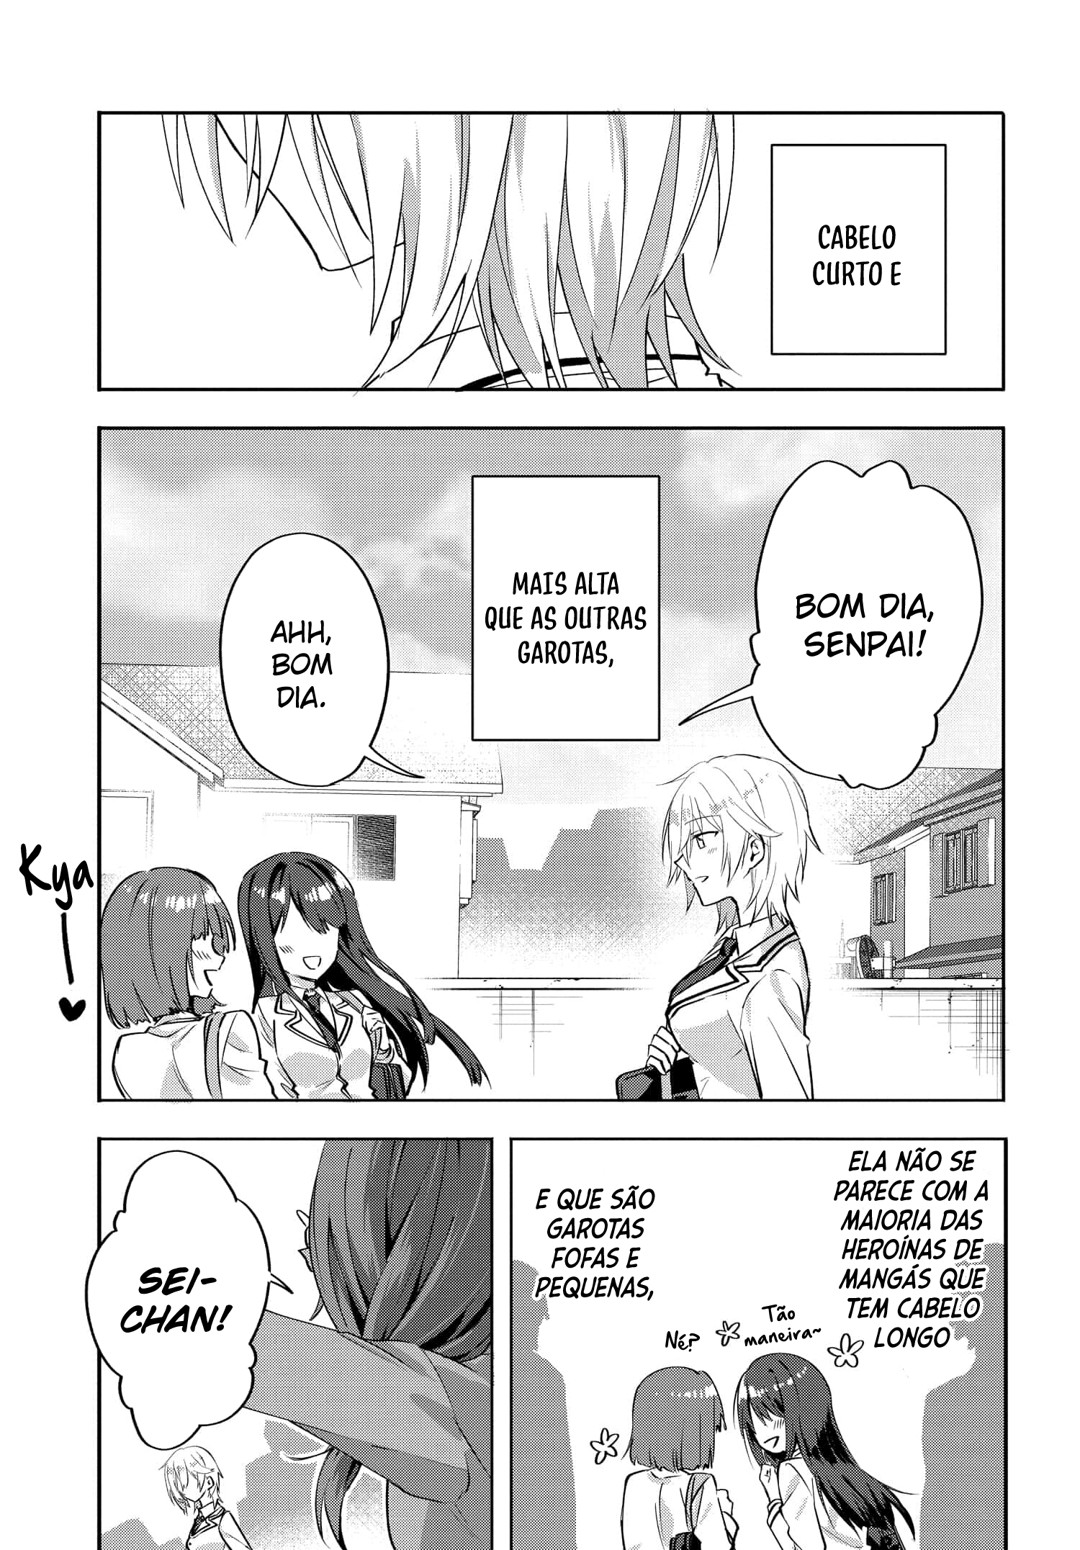 CABELO
CURTO E
BOM DIA,
SENPAI!
MAIS ALTA
QUE AS OUTRAS
GAROTAS,
AHH,
BOM
DIA.
Kya
ELA NÃO SE
PARECE COM A
MAIORIA DAS
HEROÍNAS DE
MANGÁS QUE
TEM CABELO
LONGO
E QUE SÃO
GAROTAS
FOFAS E
PEQUENAS,
Tão
maneira~
Né?
SEI-
CHAN!